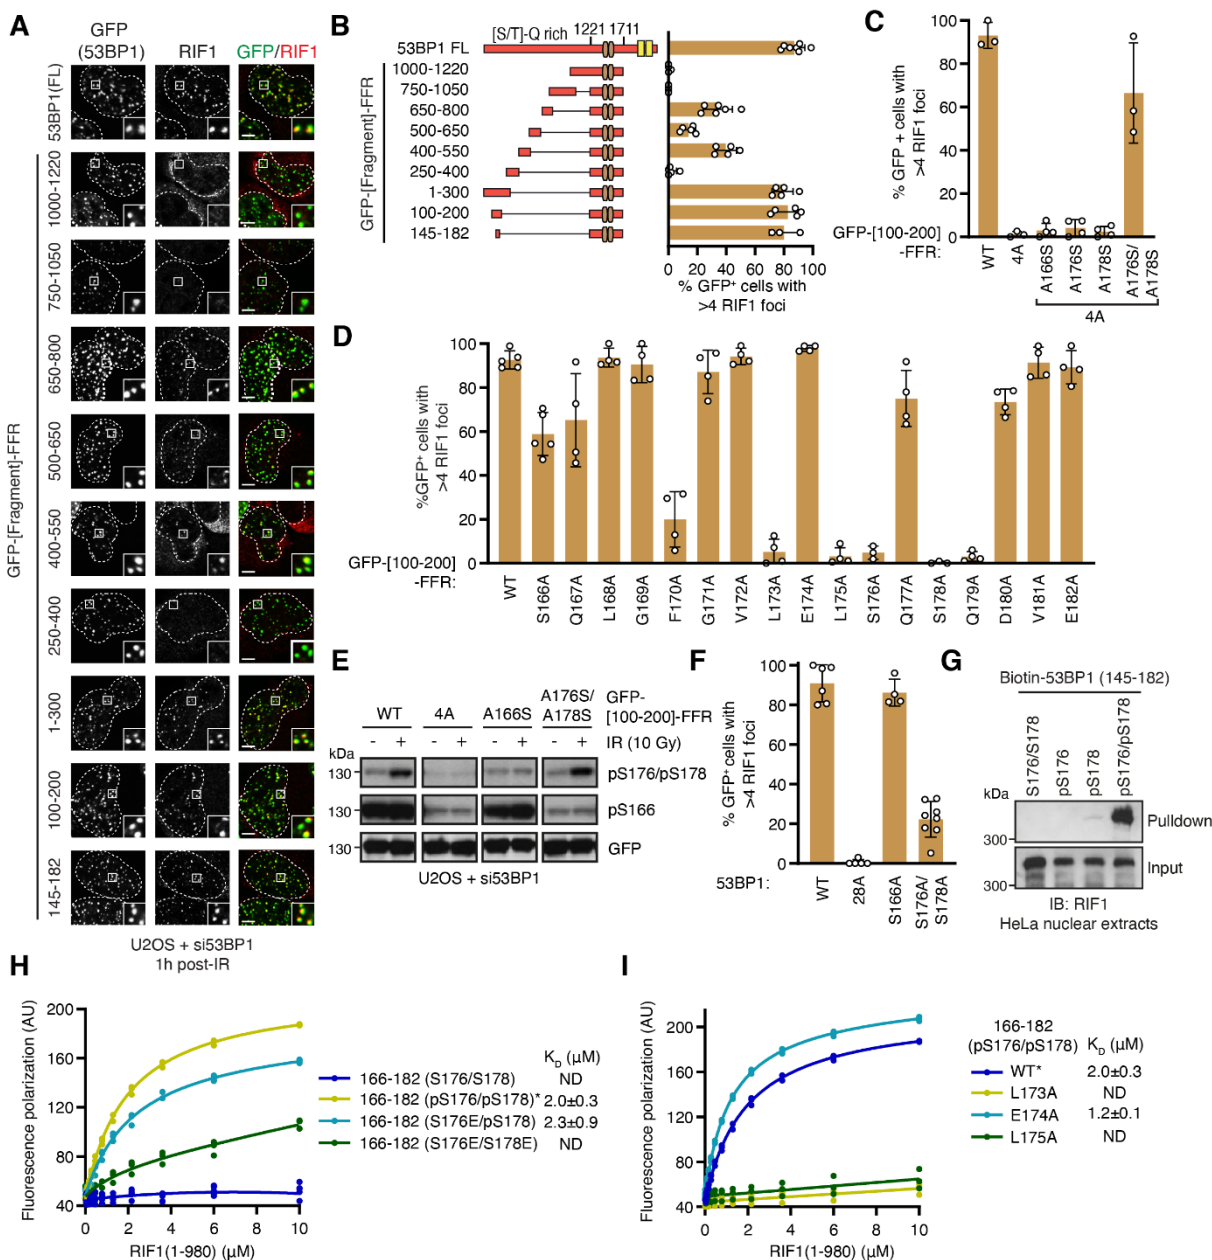 A
GFP
(53BP1)
RIF1
GFP/RIF1
53BP1(FL)
1000-1220
750-1050
650-800
500-650
400-550
250-400
1-300
100-200
145-182
GFP-[Fragment]-FFR
U2OS + si53BP1
1h post-IR
B
[S/T]-Q rich
1221
1711
53BP1 FL
1000-1220
750-1050
650-800
500-650
400-550
250-400
1-300
100-200
145-182
GFP-[Fragment]-FFR
0 20 40 60 80 100
% GFP⁺ cells with
>4 RIF1 foci
C
% GFP + cells with
>4 RIF1 foci
100
80
60
40
20
0
GFP-[100-200]
-FFR:
WT
4A
A166S
A176S
A178S
A176S/
A178S
4A
D
%GFP⁺ cells with
>4 RIF1 foci
100
80
60
40
20
0
GFP-[100-200]
-FFR:
WT
S166A
Q167A
L168A
G169A
F170A
G171A
V172A
L173A
E174A
L175A
S176A
Q177A
S178A
Q179A
D180A
V181A
E182A
E
WT
4A
A166S
A176S/
A178S
GFP-
[100-200]-FFR
- + - + - + - +
IR (10 Gy)
kDa
130
pS176/pS178
130
pS166
130
GFP
U2OS + si53BP1
F
% GFP⁺ cells with
>4 RIF1 foci
100
80
60
40
20
0
53BP1:
WT
28A
S166A
S176A/
S178A
G
Biotin-53BP1 (145-182)
S176/S178
pS176
pS178
pS176/pS178
kDa
300
Pulldown
300
Input
IB: RIF1
HeLa nuclear extracts
H
Fluorescence polarization (AU)
200
160
120
80
40
0 2 4 6 8 10
RIF1(1-980) (µM)
K_D (µM)
166-182 (S176/S178) ND
166-182 (pS176/pS178)* 2.0±0.3
166-182 (S176E/pS178) 2.3±0.9
166-182 (S176E/S178E) ND
I
Fluorescence polarization (AU)
200
160
120
80
40
0 2 4 6 8 10
RIF1(1-980) (µM)
166-182
(pS176/pS178) K_D (µM)
WT* 2.0±0.3
L173A ND
E174A 1.2±0.1
L175A ND